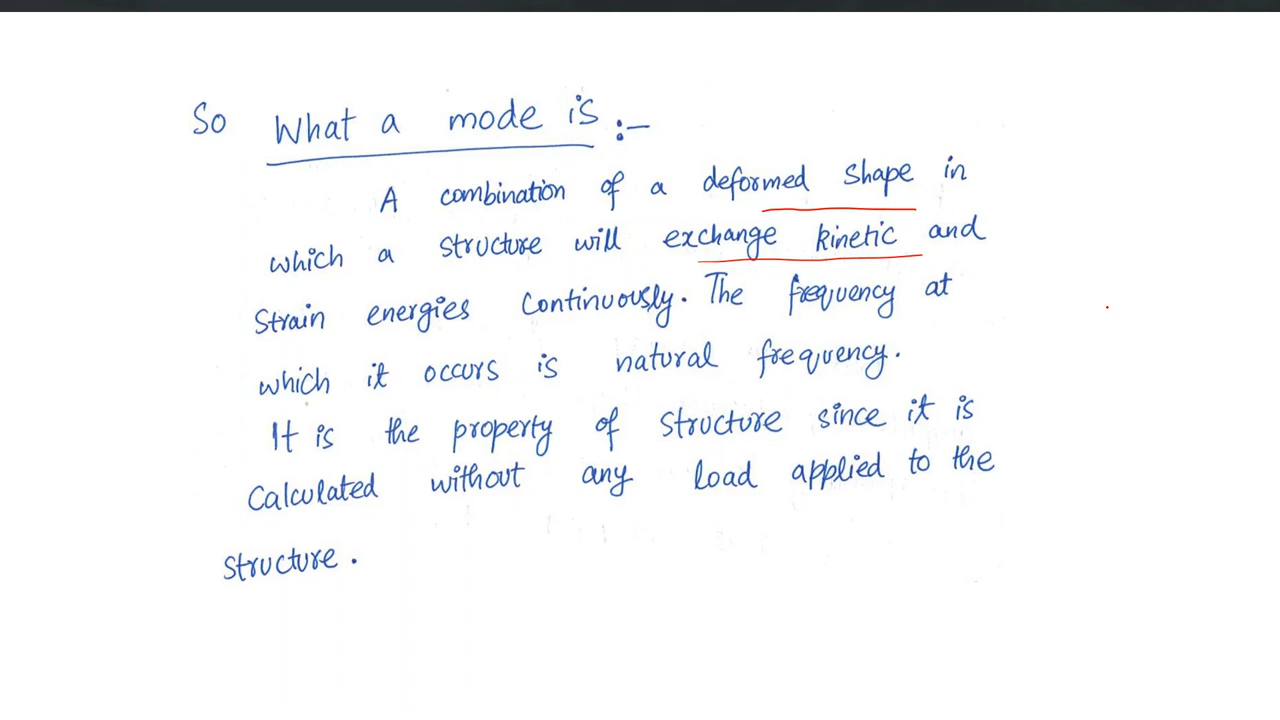 So What a mode is :-
A combination of a deformed shape in
which a structure will exchange kinetic and
strain energies continuously. The frequency at
which it occurs is natural frequency.
It is the property of structure since it is
calculated without any load applied to the
structure.